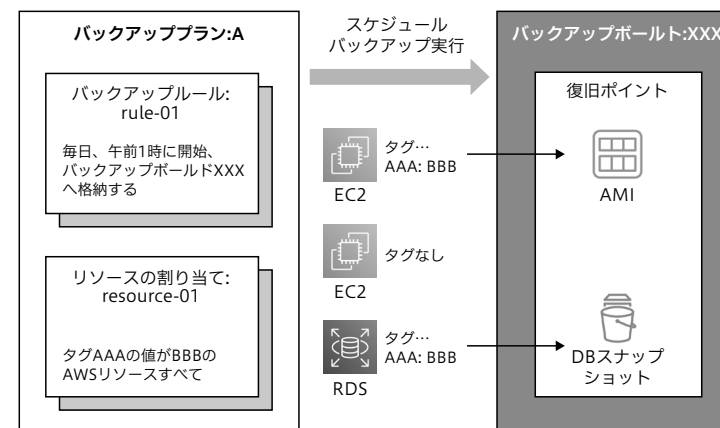 バックアッププラン:A
バックアップルール:
rule-01
毎日、午前1時に開始、
バックアップボールドXXX
へ格納する
リソースの割り当て:
resource-01
タグAAAの値がBBBの
AWSリソースすべて
スケジュール
バックアップ実行
タグ…
AAA: BBB
EC2
タグなし
EC2
タグ…
AAA: BBB
RDS
バックアップボールト:XXX
復旧ポイント
AMI
DBスナップ
ショット